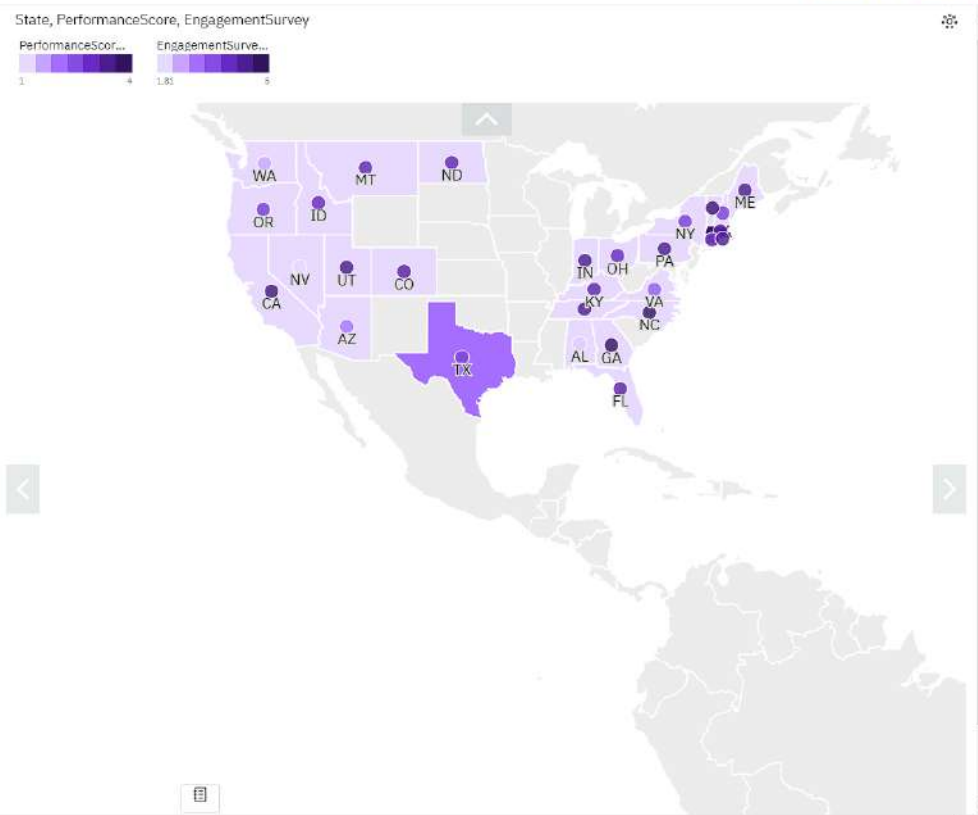 State, PerformanceScore, EngagementSurvey
PerformanceScor... EngagementSurve...
1 4 1.81 5
WA
MT
ND
ME
OR
ID
NY
NV
UT
CO
IN
OH
PA
CA
KY
VA
NC
AZ
AL
GA
TX
FL